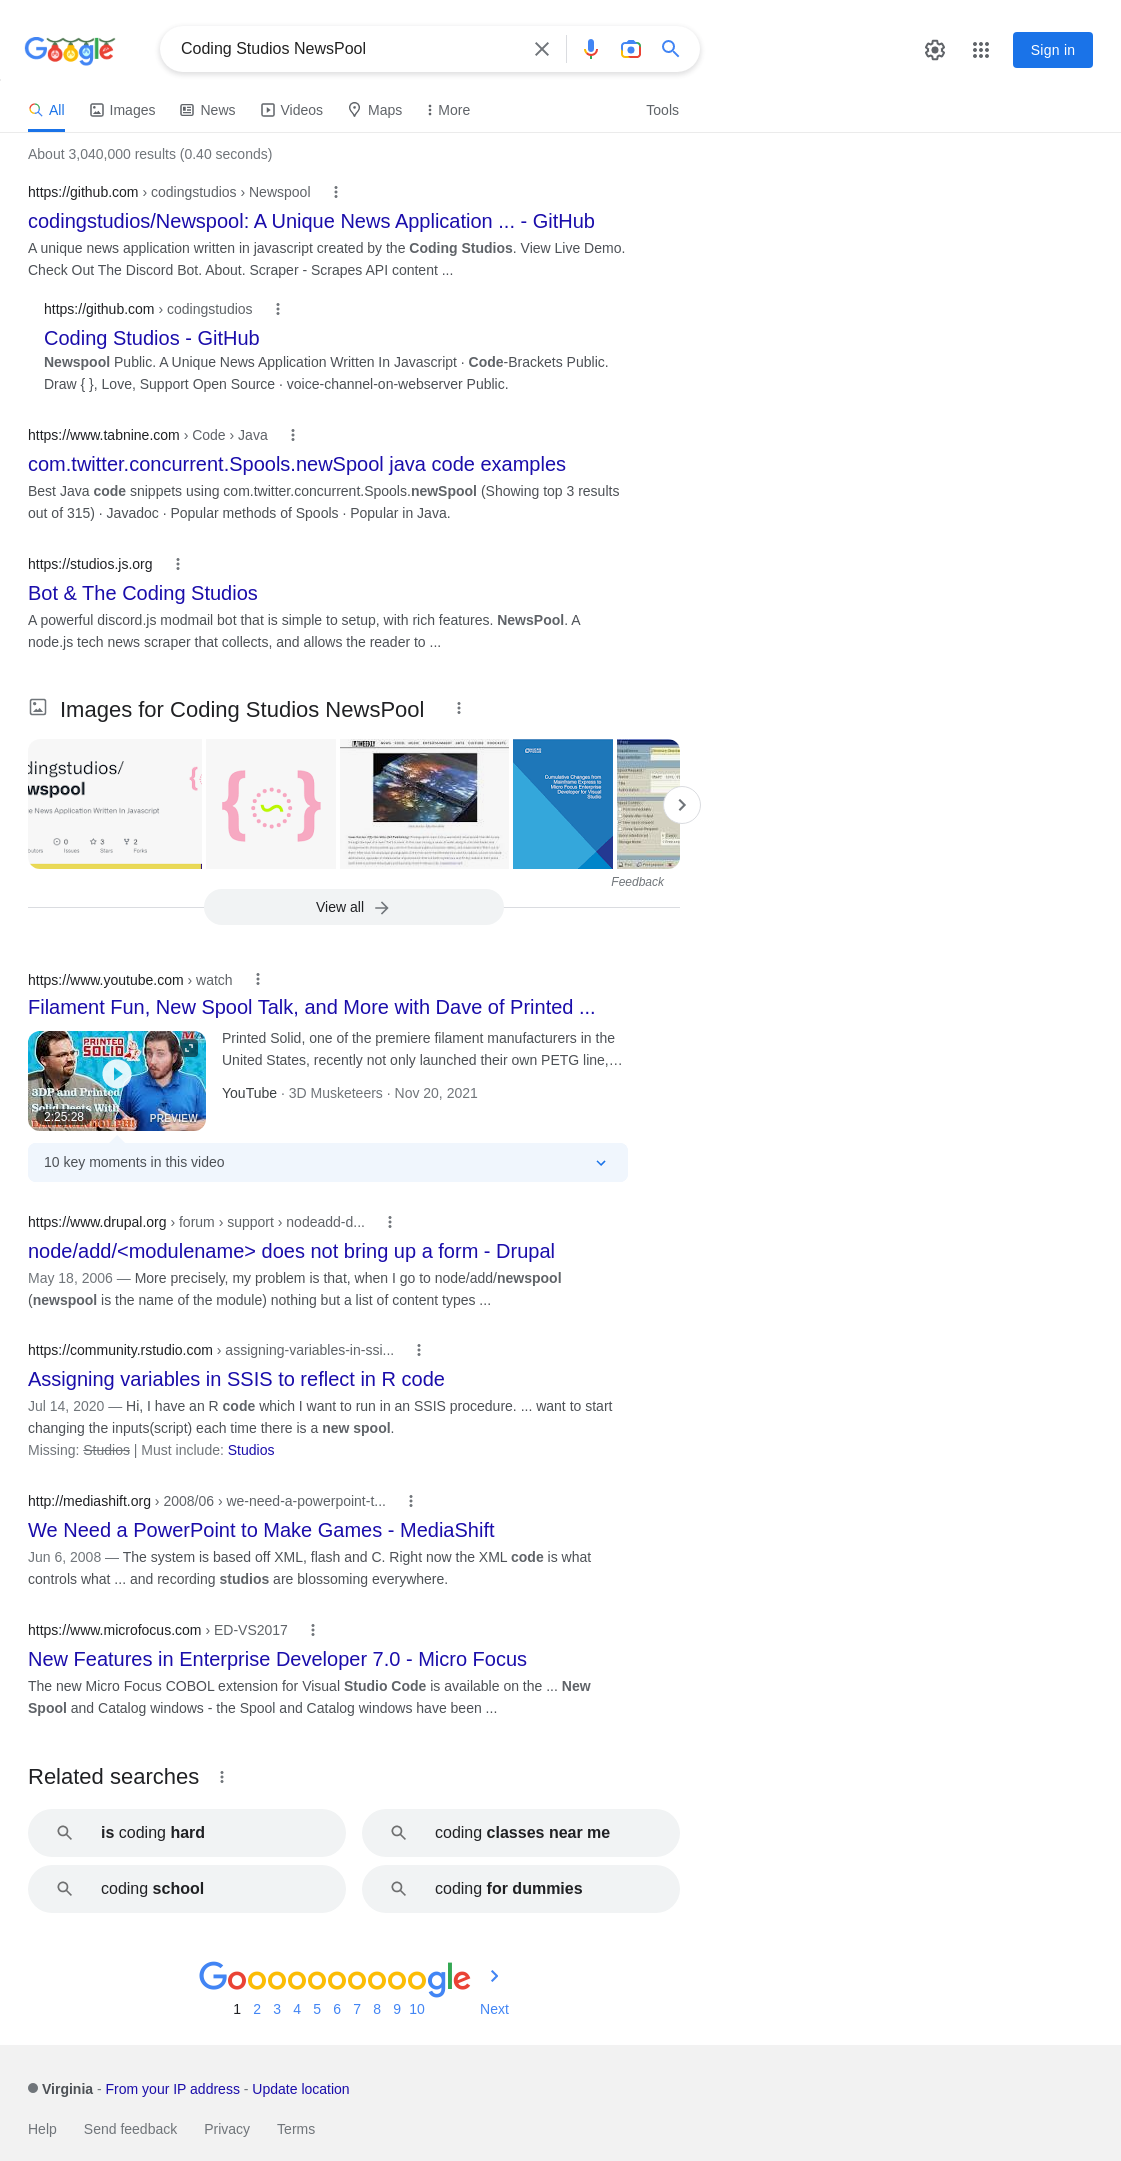 Google
Coding Studios NewsPool
Sign in
All
Images
News
Videos
Maps
More
Tools
About 3,040,000 results (0.40 seconds)
https://github.com › codingstudios › Newspool
codingstudios/Newspool: A Unique News Application ... - GitHub
A unique news application written in javascript created by the Coding Studios. View Live Demo.
Check Out The Discord Bot. About. Scraper - Scrapes API content ...
https://github.com › codingstudios
Coding Studios - GitHub
Newspool Public. A Unique News Application Written In Javascript · Code-Brackets Public.
Draw { }, Love, Support Open Source · voice-channel-on-webserver Public.
https://www.tabnine.com › Code › Java
com.twitter.concurrent.Spools.newSpool java code examples
Best Java code snippets using com.twitter.concurrent.Spools.newSpool (Showing top 3 results
out of 315) · Javadoc · Popular methods of Spools · Popular in Java.
https://studios.js.org
Bot & The Coding Studios
A powerful discord.js modmail bot that is simple to setup, with rich features. NewsPool. A
node.js tech news scraper that collects, and allows the reader to ...
Images for Coding Studios NewsPool
dingstudios/
wspool
e News Application Written In Javascript
0
Issues
3
Stars
2
Forks
LA WEEKLY
Cumulative Changes from
Mainframe Express to
Micro Focus Enterprise
Developer for Visual
Studio
Feedback
View all
https://www.youtube.com › watch
Filament Fun, New Spool Talk, and More with Dave of Printed ...
PRINTED
SOLID
3DP and Printed
Solid Deets With
2:25:28
PREVIEW
Printed Solid, one of the premiere filament manufacturers in the
United States, recently not only launched their own PETG line,…
YouTube · 3D Musketeers · Nov 20, 2021
10 key moments in this video
https://www.drupal.org › forum › support › nodeadd-d...
node/add/<modulename> does not bring up a form - Drupal
May 18, 2006 — More precisely, my problem is that, when I go to node/add/newspool
(newspool is the name of the module) nothing but a list of content types ...
https://community.rstudio.com › assigning-variables-in-ssi...
Assigning variables in SSIS to reflect in R code
Jul 14, 2020 — Hi, I have an R code which I want to run in an SSIS procedure. ... want to start
changing the inputs(script) each time there is a new spool.
Missing: Studios | Must include: Studios
http://mediashift.org › 2008/06 › we-need-a-powerpoint-t...
We Need a PowerPoint to Make Games - MediaShift
Jun 6, 2008 — The system is based off XML, flash and C. Right now the XML code is what
controls what ... and recording studios are blossoming everywhere.
https://www.microfocus.com › ED-VS2017
New Features in Enterprise Developer 7.0 - Micro Focus
The new Micro Focus COBOL extension for Visual Studio Code is available on the ... New
Spool and Catalog windows - the Spool and Catalog windows have been ...
Related searches
is coding hard
coding classes near me
coding school
coding for dummies
Goooooooooogle
1 2 3 4 5 6 7 8 9 10 Next
Virginia - From your IP address - Update location
Help Send feedback Privacy Terms